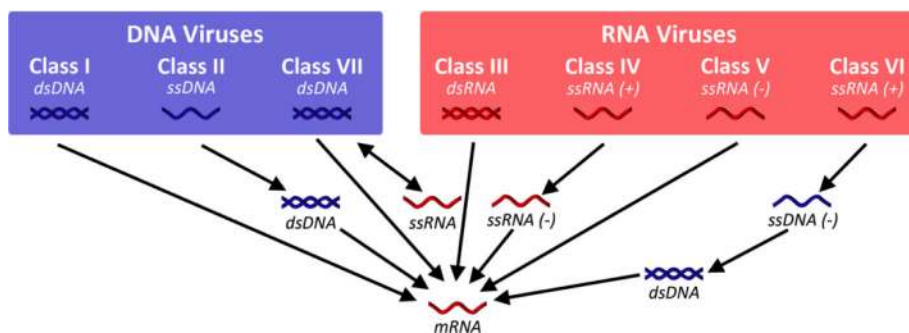 DNA Viruses
RNA Viruses
Class I
Class II
Class VII
Class III
Class IV
Class V
Class VI
dsDNA
ssDNA
dsDNA
dsRNA
ssRNA (+)
ssRNA (-)
ssRNA (+)
dsDNA
ssRNA
ssRNA (-)
ssDNA (-)
dsDNA
mRNA